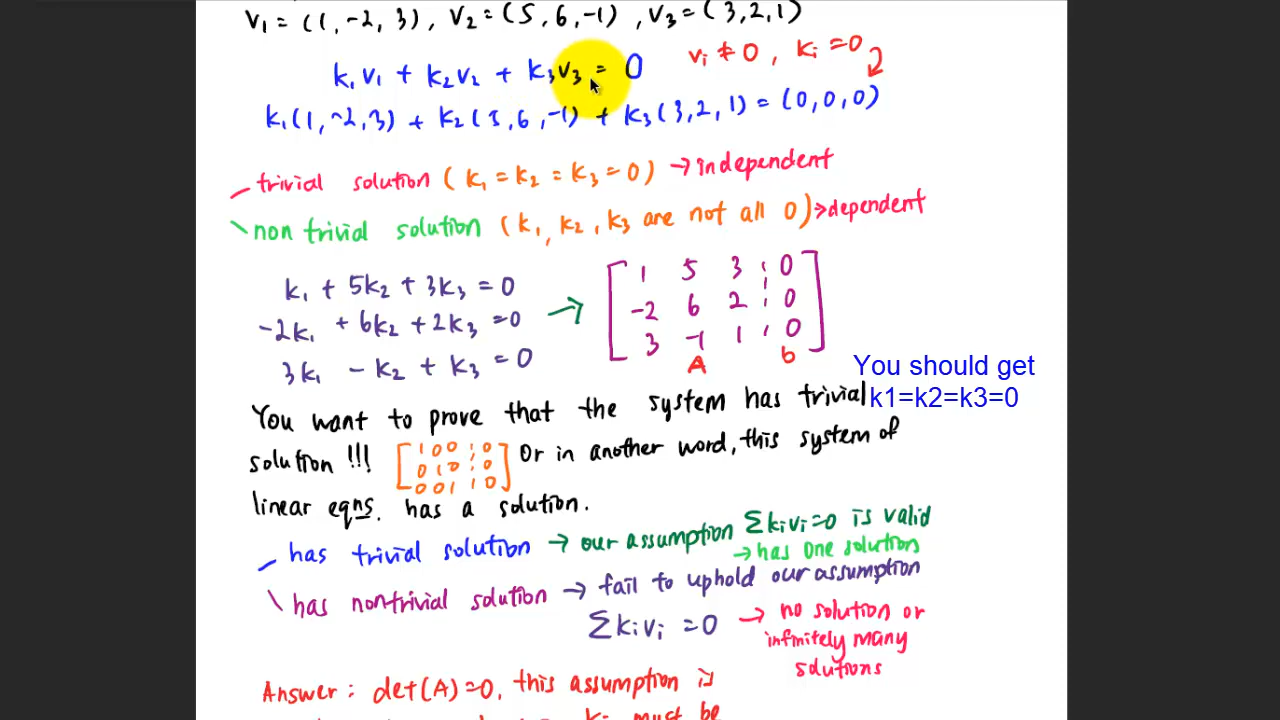 V1 = (1, -2, 3), V2 = (5, 6, -1), V3 = (3, 2, 1)
k1v1 + k2v2 + k3v3 = 0   vi ≠ 0, ki = 0
k1(1, -2, 3) + k2(5, 6, -1) + k3(3, 2, 1) = (0, 0, 0)
trivial solution (k1 = k2 = k3 = 0) → independent
non trivial solution (k1, k2, k3 are not all 0) → dependent
k1 + 5k2 + 3k3 = 0
-2k1 + 6k2 + 2k3 = 0 →
3k1 - k2 + k3 = 0
1 5 3 0
-2 6 2 0
3 -1 1 0
A b
You should get
k1=k2=k3=0
You want to prove that the system has trivial
solution !!!
1 0 0 0
0 1 0 0
0 0 1 0
Or in another word, this system of
linear eqns. has a solution.
has trivial solution → our assumption Σkivi=0 is valid
→ has one solution
has nontrivial solution → fail to uphold our assumption
Σkivi = 0 → no solution or
infinitely many
solutions
Answer : det(A)=0, this assumption is
ki must be